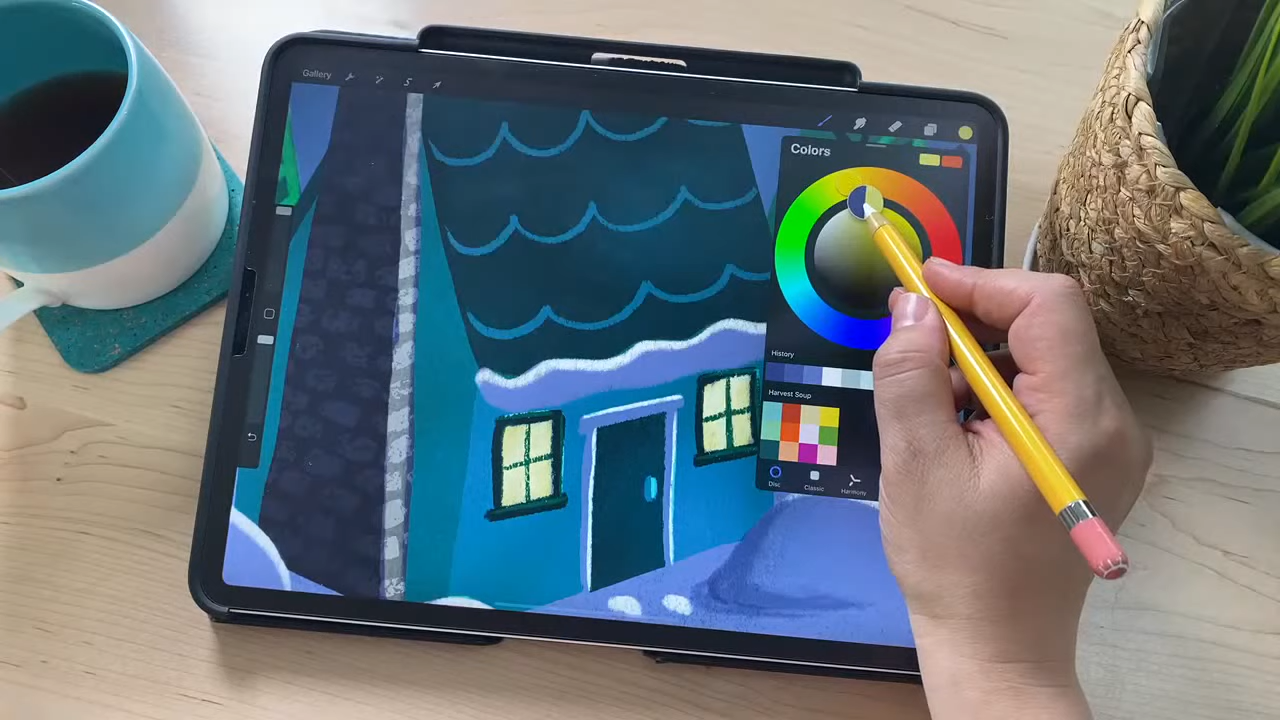 Gallery
Colors
History
Harvest Soup
Disc
Classic
Harmony